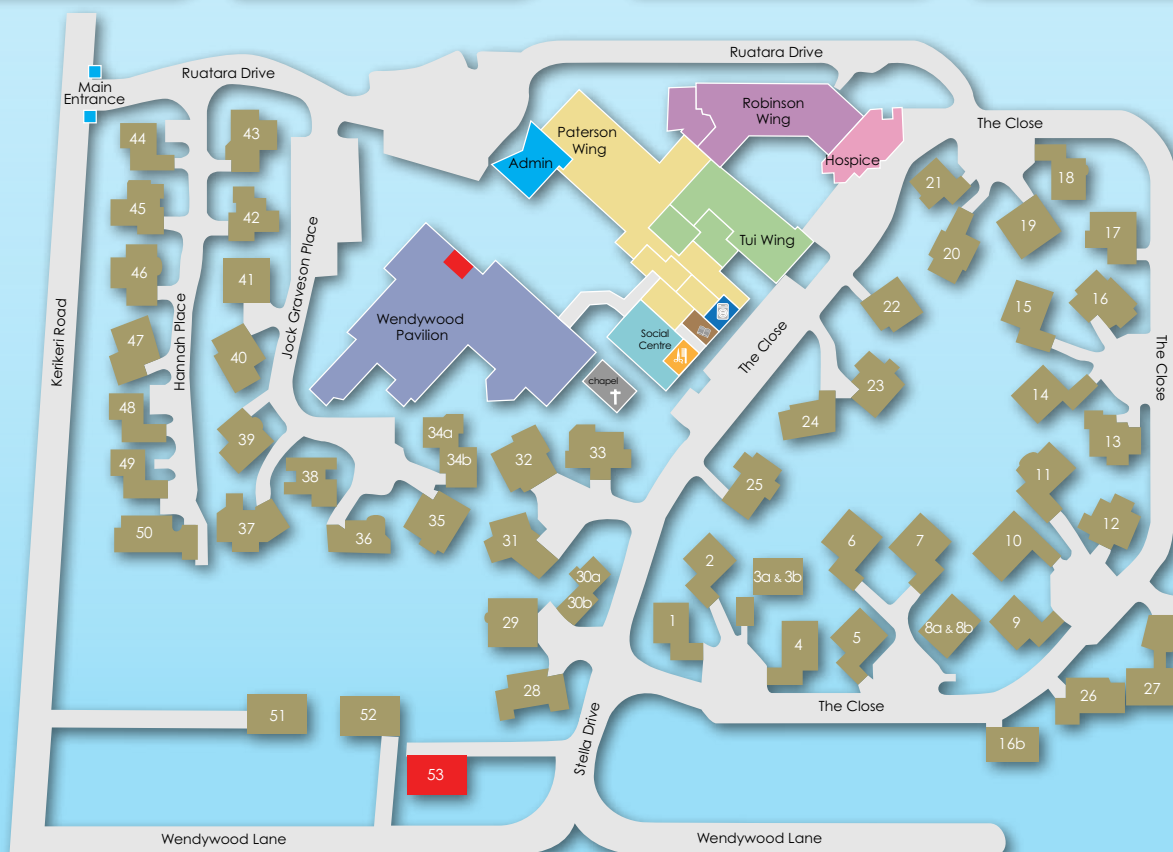 Ruatara Drive
Ruatara Drive
Main
Entrance
Robinson
Wing
Paterson
Wing
The Close
44
43
Admin
Hospice
21
18
45
42
Tui Wing
19
17
20
46
41
Jock Graveson Place
16
15
22
Kerikeri Road
Hannah Place
Wendywood
Pavilion
Social
Centre
The Close
47
40
The Close
chapel
23
14
48
24
39
34a
34b
33
13
32
49
38
25
11
50
37
36
35
31
12
6
7
10
2
30a
30b
3a & 3b
29
1
4
5
8a & 8b
9
28
51
52
Stella Drive
The Close
26
27
16b
53
Wendywood Lane
Wendywood Lane